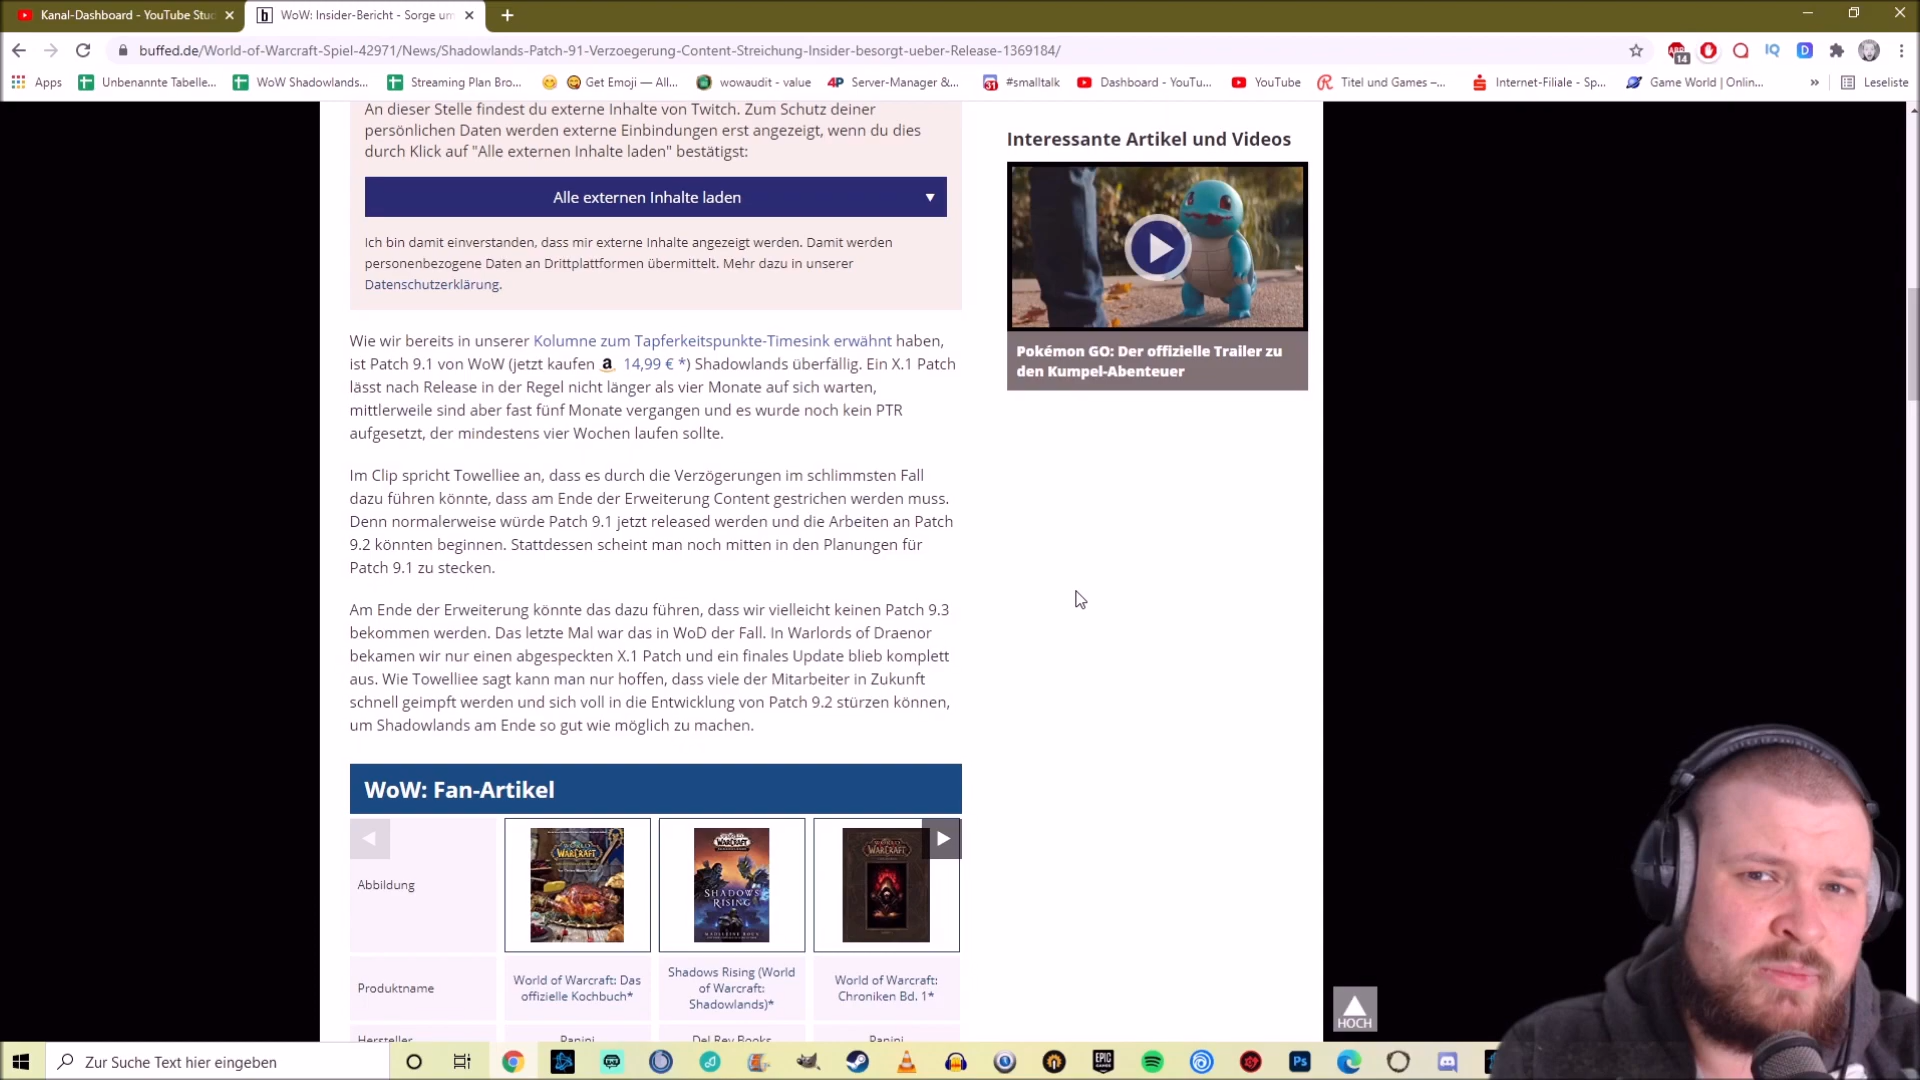 Kanal-Dashboard - YouTube Stu
WoW: Insider-Bericht - Sorge um
buffed.de/World-of-Warcraft-Spiel-42971/News/Shadowlands-Patch-91-Verzoegerung-Content-Streichung-Insider-besorgt-ueber-Release-1369184/
14
Apps
Unbenannte Tabelle...
WoW Shadowlands...
Streaming Plan Bro...
Get Emoji — All...
wowaudit - value
4P
Server-Manager &...
31
#smalltalk
Dashboard - YouTu...
YouTube
Titel und Games –...
Internet-Filiale - Sp...
Game World | Onlin...
»
Leseliste
An dieser Stelle findest du externe Inhalte von Twitch. Zum Schutz deiner
persönlichen Daten werden externe Einbindungen erst angezeigt, wenn du dies
durch Klick auf "Alle externen Inhalte laden" bestätigst:
Alle externen Inhalte laden
Ich bin damit einverstanden, dass mir externe Inhalte angezeigt werden. Damit werden
personenbezogene Daten an Drittplattformen übermittelt. Mehr dazu in unserer
Datenschutzerklärung.
Wie wir bereits in unserer Kolumne zum Tapferkeitspunkte-Timesink erwähnt haben,
ist Patch 9.1 von WoW (jetzt kaufen a 14,99 € *) Shadowlands überfällig. Ein X.1 Patch
lässt nach Release in der Regel nicht länger als vier Monate auf sich warten,
mittlerweile sind aber fast fünf Monate vergangen und es wurde noch kein PTR
aufgesetzt, der mindestens vier Wochen laufen sollte.
Im Clip spricht Towelliee an, dass es durch die Verzögerungen im schlimmsten Fall
dazu führen könnte, dass am Ende der Erweiterung Content gestrichen werden muss.
Denn normalerweise würde Patch 9.1 jetzt released werden und die Arbeiten an Patch
9.2 könnten beginnen. Stattdessen scheint man noch mitten in den Planungen für
Patch 9.1 zu stecken.
Am Ende der Erweiterung könnte das dazu führen, dass wir vielleicht keinen Patch 9.3
bekommen werden. Das letzte Mal war das in WoD der Fall. In Warlords of Draenor
bekamen wir nur einen abgespeckten X.1 Patch und ein finales Update blieb komplett
aus. Wie Towelliee sagt kann man nur hoffen, dass viele der Mitarbeiter in Zukunft
schnell geimpft werden und sich voll in die Entwicklung von Patch 9.2 stürzen können,
um Shadowlands am Ende so gut wie möglich zu machen.
Interessante Artikel und Videos
Pokémon GO: Der offizielle Trailer zu
den Kumpel-Abenteuer
WoW: Fan-Artikel
Abbildung
WARCRAFT
WARCRAFT
SHADOWS
RISING
WARCRAFT
Produktname
World of Warcraft: Das
offizielle Kochbuch*
Shadows Rising (World
of Warcraft:
Shadowlands)*
World of Warcraft:
Chroniken Bd. 1*
Hersteller
Panini
Del Rey Books
Panini
HOCH
Zur Suche Text hier eingeben
EPIC
GAMES
Ps